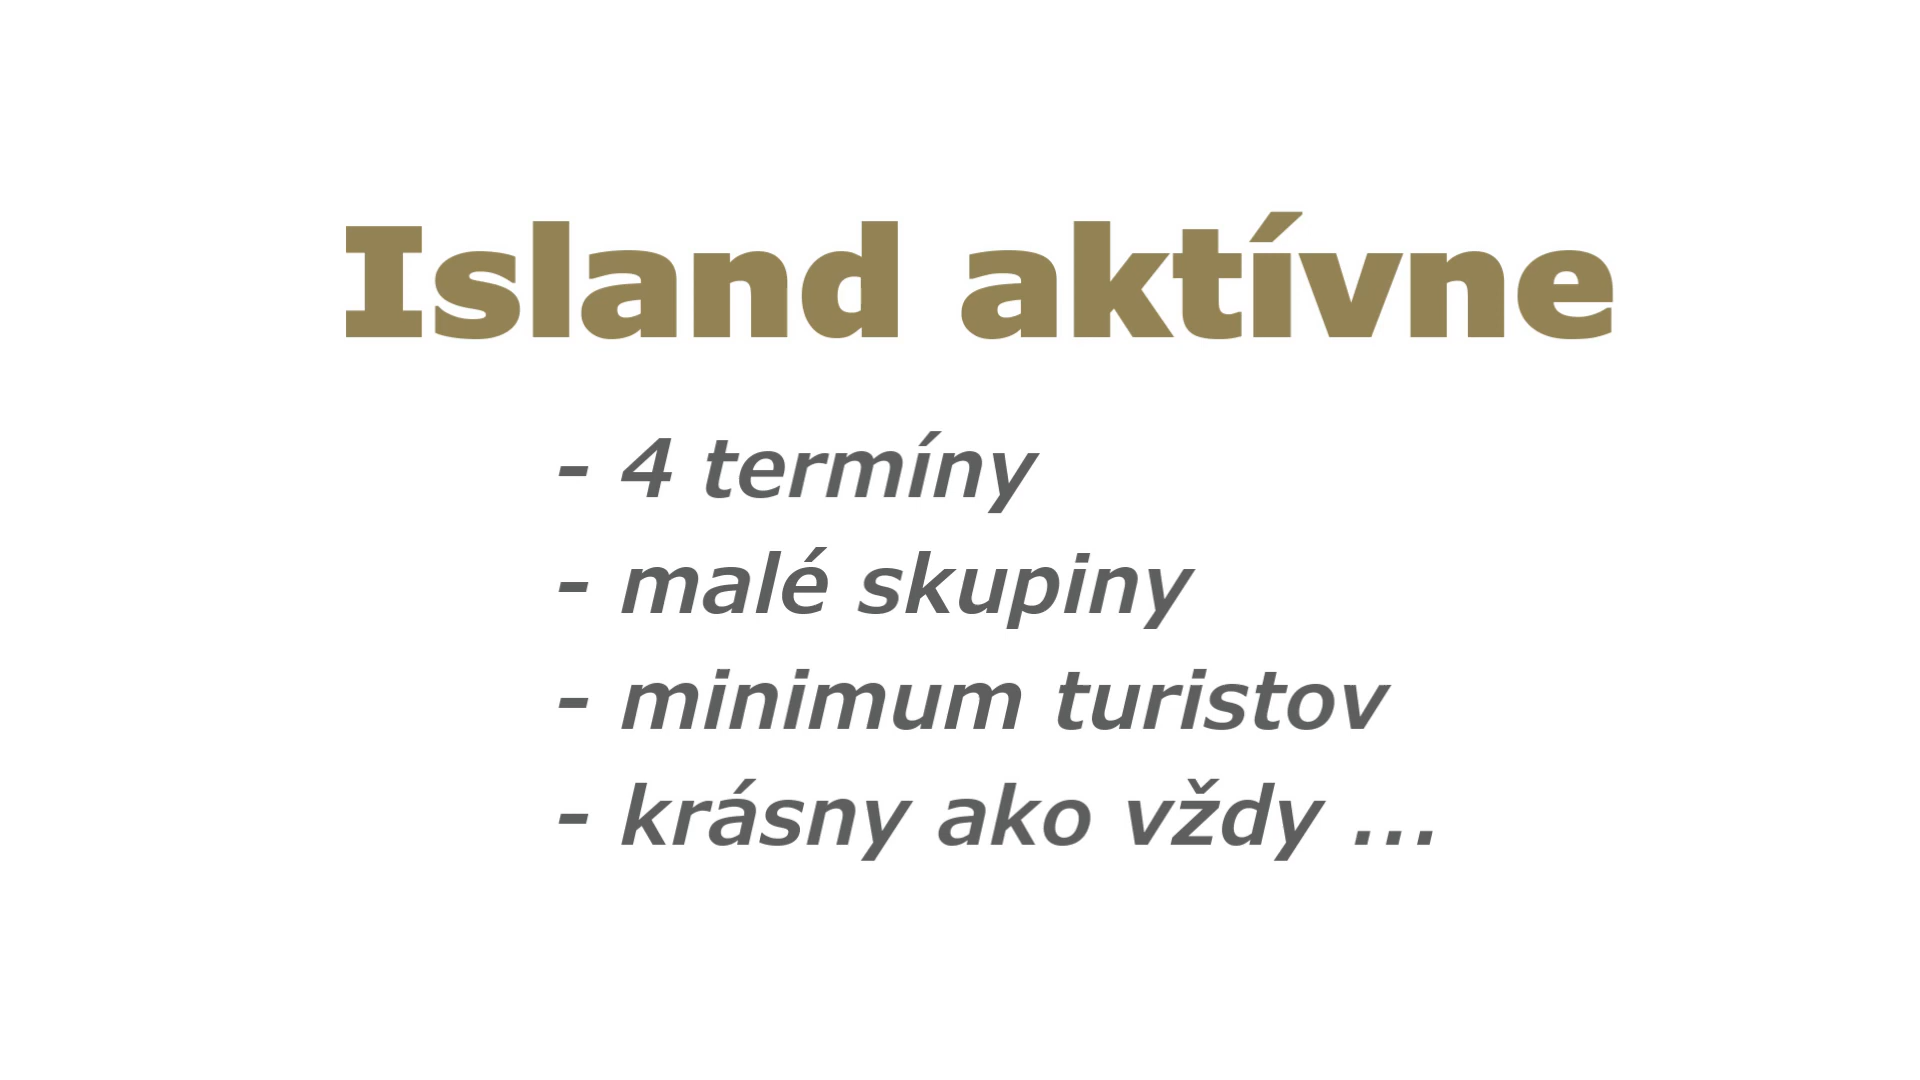 Island aktívne
- 4 termíny
- malé skupiny
- minimum turistov
- krásny ako vždy ...